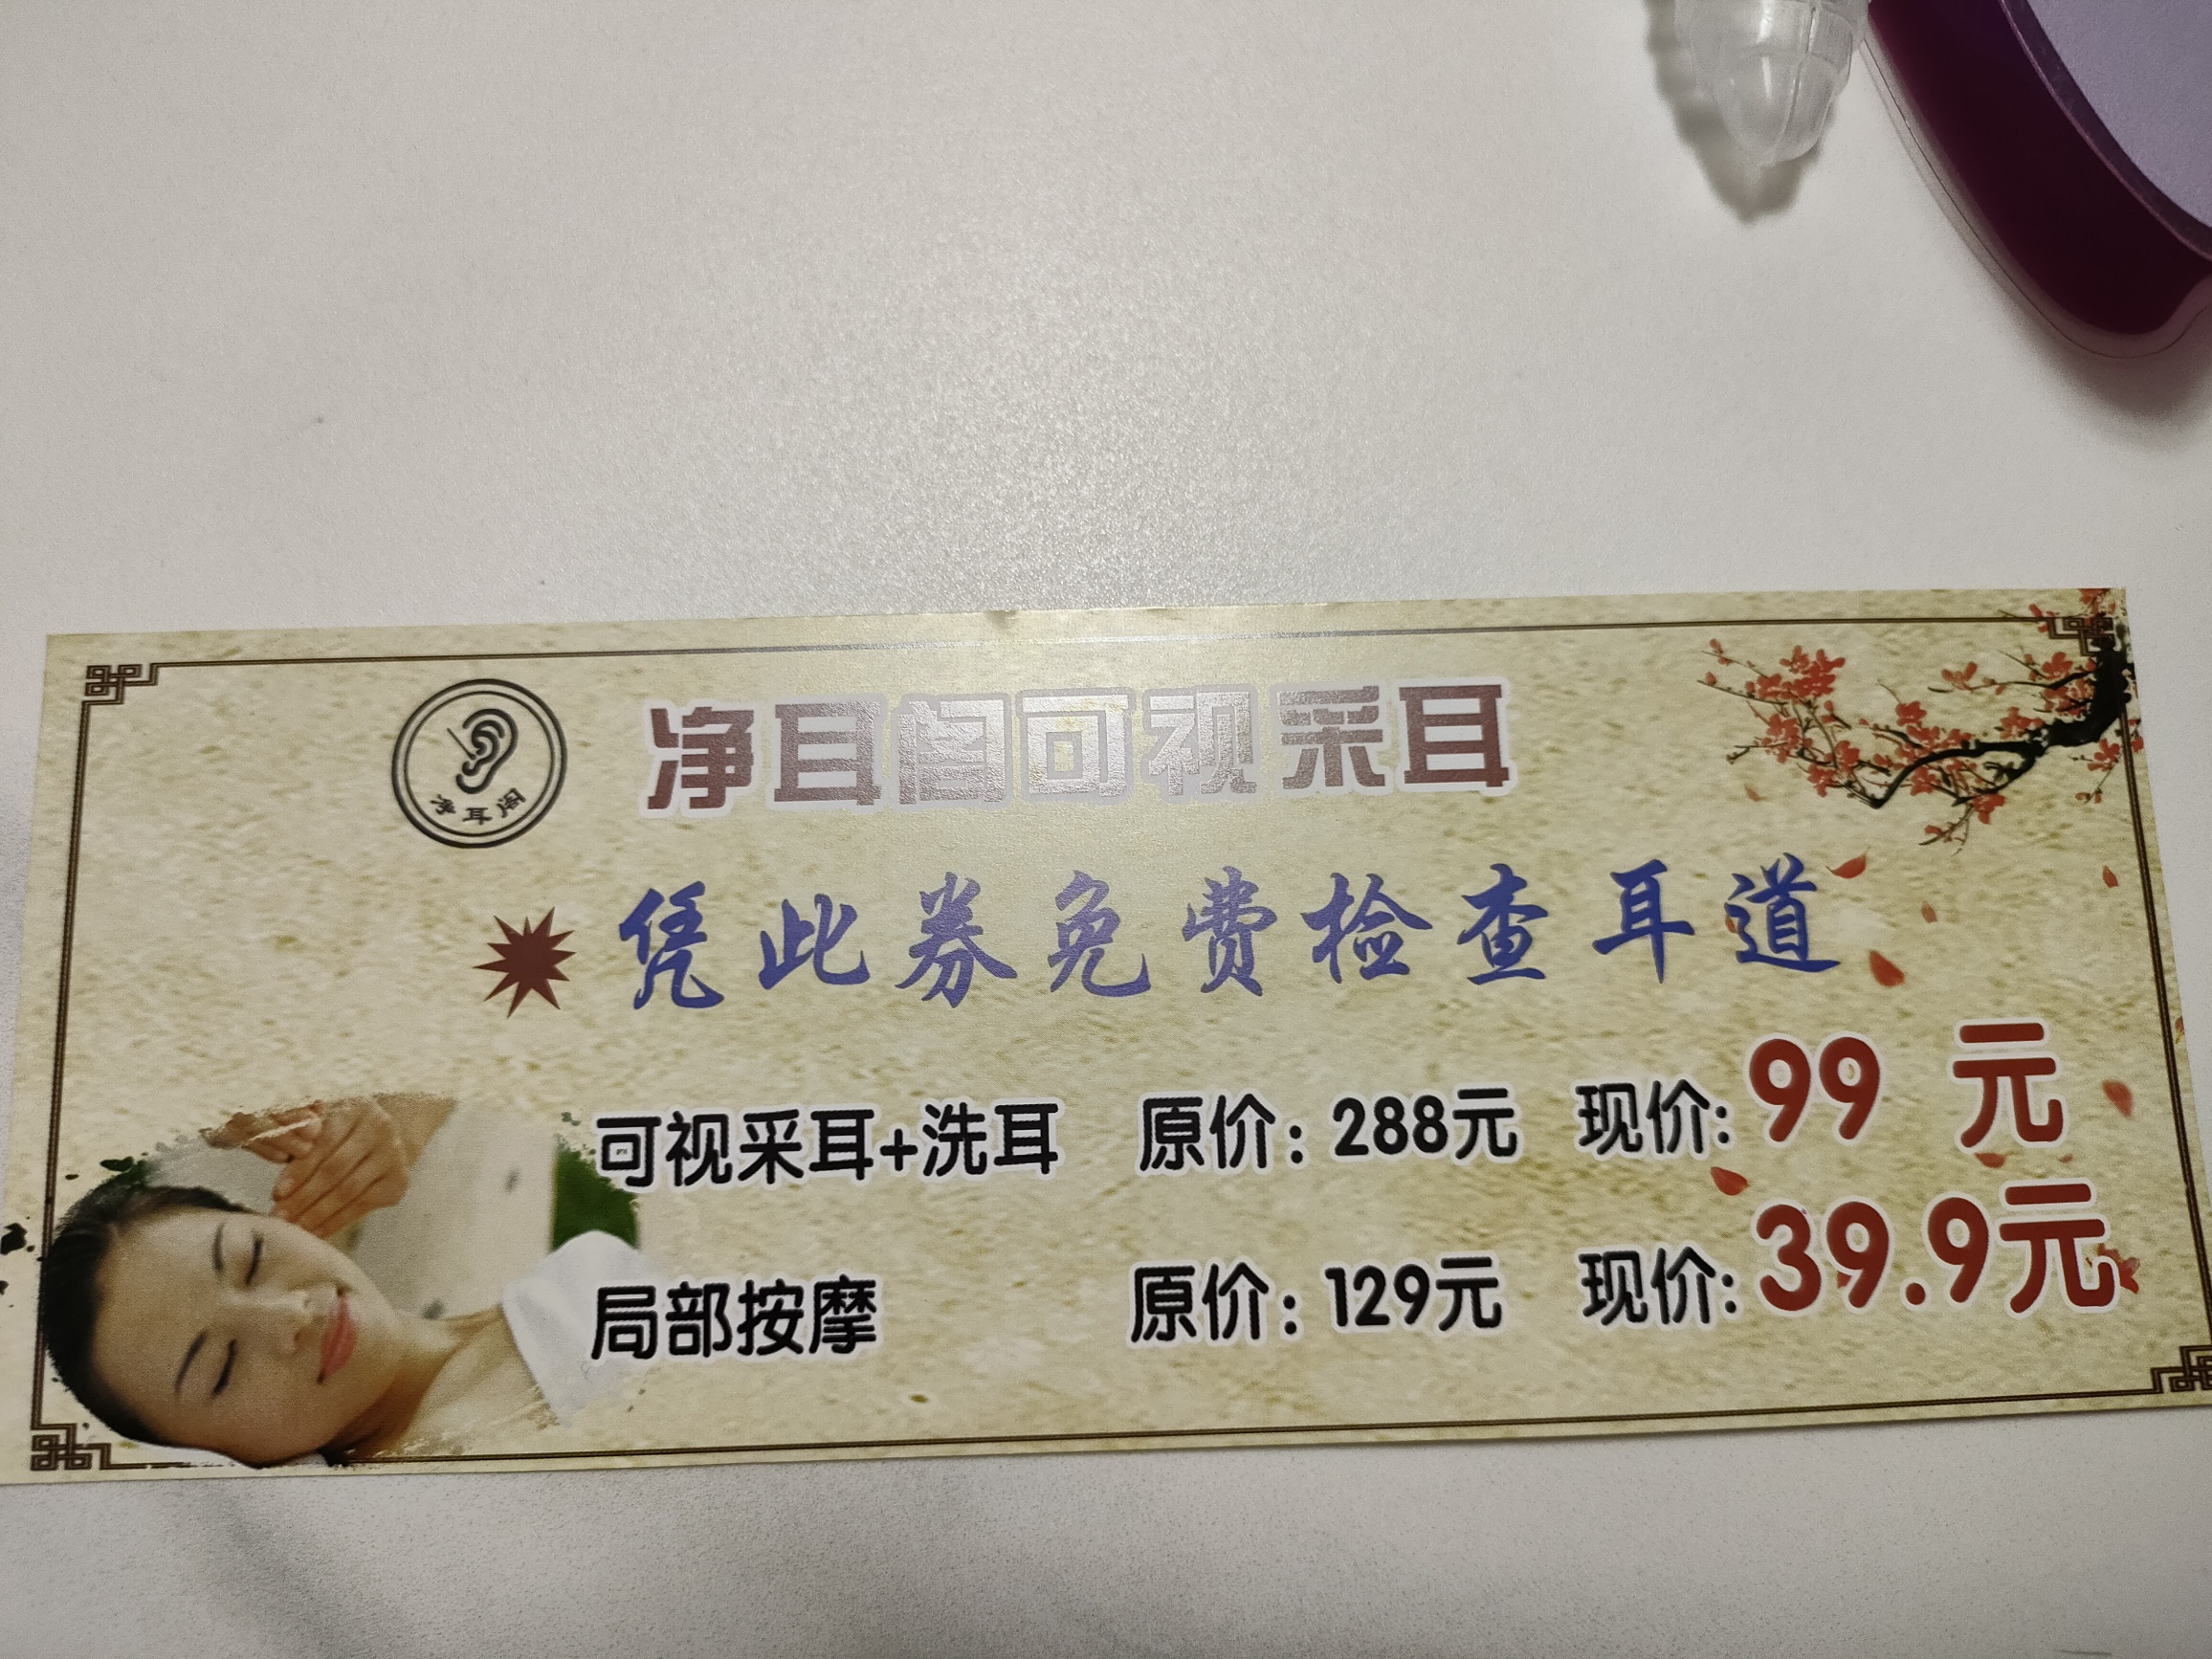 净耳阁可视采耳
净耳阁
凭此券免费检查耳道
可视采耳+洗耳 原价：288元 现价：99 元
局部按摩 原价：129元 现价：39.9元